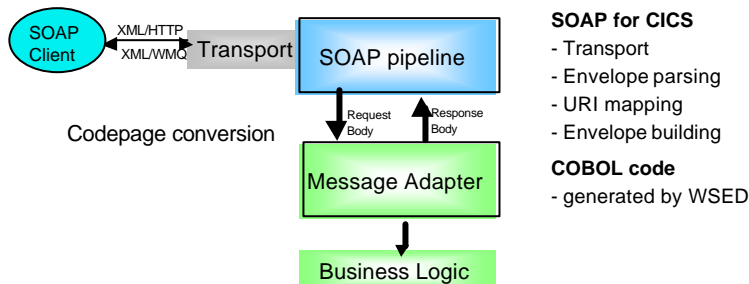 SOAP
Client
XML/HTTP
XML/WMQ
Transport
SOAP pipeline
Request
Body
Response
Body
Codepage conversion
Message Adapter
Business Logic
SOAP for CICS
- Transport
- Envelope parsing
- URI mapping
- Envelope building
COBOL code
- generated by WSED